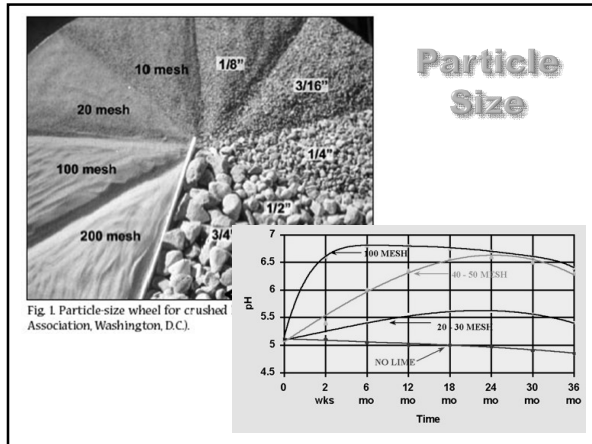 Particle
Size
10 mesh
1/8"
3/16"
20 mesh
1/4"
100 mesh
1/2"
200 mesh
3/4"
Fig. 1. Particle-size wheel for crushed
Association, Washington, D.C.).
7
6.5
6
5.5
5
4.5
pH
100 MESH
40 - 50 MESH
20 - 30 MESH
NO LIME
0 2 6 12 18 24 30 36
wks mo mo mo mo mo mo
Time